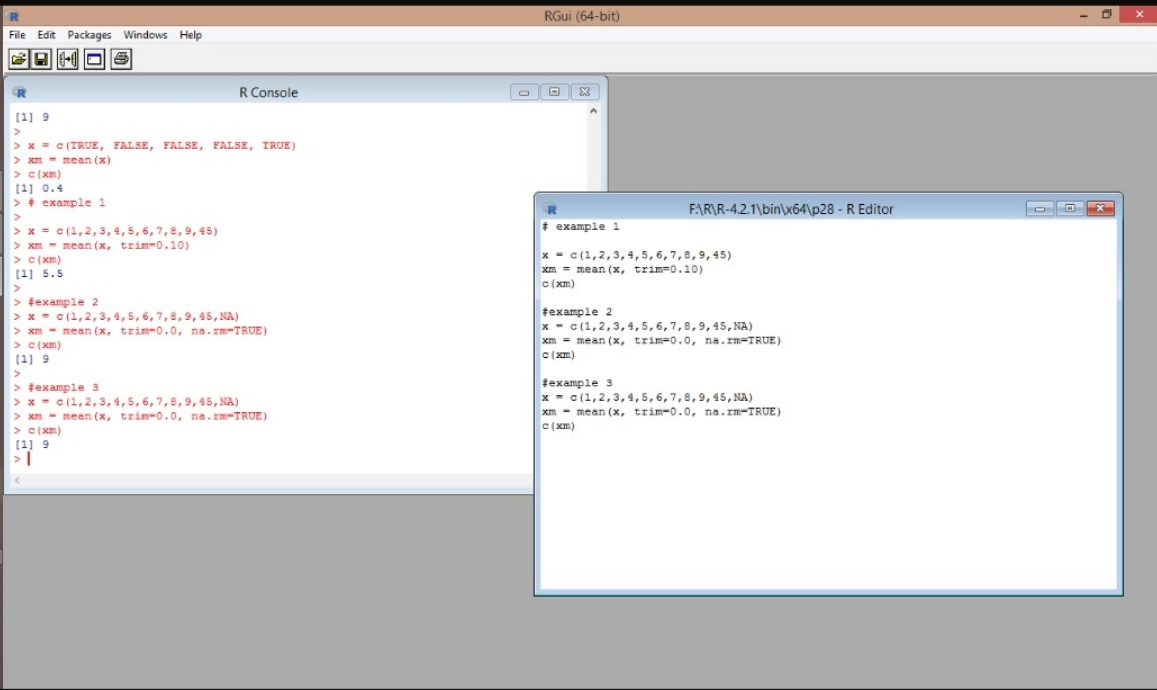 RGui (64-bit)
File Edit Packages Windows Help
R Console
[1] 9
>
> x = c(TRUE, FALSE, FALSE, FALSE, TRUE)
> xm = mean(x)
> c(xm)
[1] 0.4
> # example 1
>
> x = c(1,2,3,4,5,6,7,8,9,45)
> xm = mean(x, trim=0.10)
> c(xm)
[1] 5.5
>
> #example 2
> x = c(1,2,3,4,5,6,7,8,9,45,NA)
> xm = mean(x, trim=0.0, na.rm=TRUE)
> c(xm)
[1] 9
>
> #example 3
> x = c(1,2,3,4,5,6,7,8,9,45,NA)
> xm = mean(x, trim=0.0, na.rm=TRUE)
> c(xm)
[1] 9
>
F:\R\R-4.2.1\bin\x64\p28 - R Editor
# example 1
x = c(1,2,3,4,5,6,7,8,9,45)
xm = mean(x, trim=0.10)
c(xm)
#example 2
x = c(1,2,3,4,5,6,7,8,9,45,NA)
xm = mean(x, trim=0.0, na.rm=TRUE)
c(xm)
#example 3
x = c(1,2,3,4,5,6,7,8,9,45,NA)
xm = mean(x, trim=0.0, na.rm=TRUE)
c(xm)